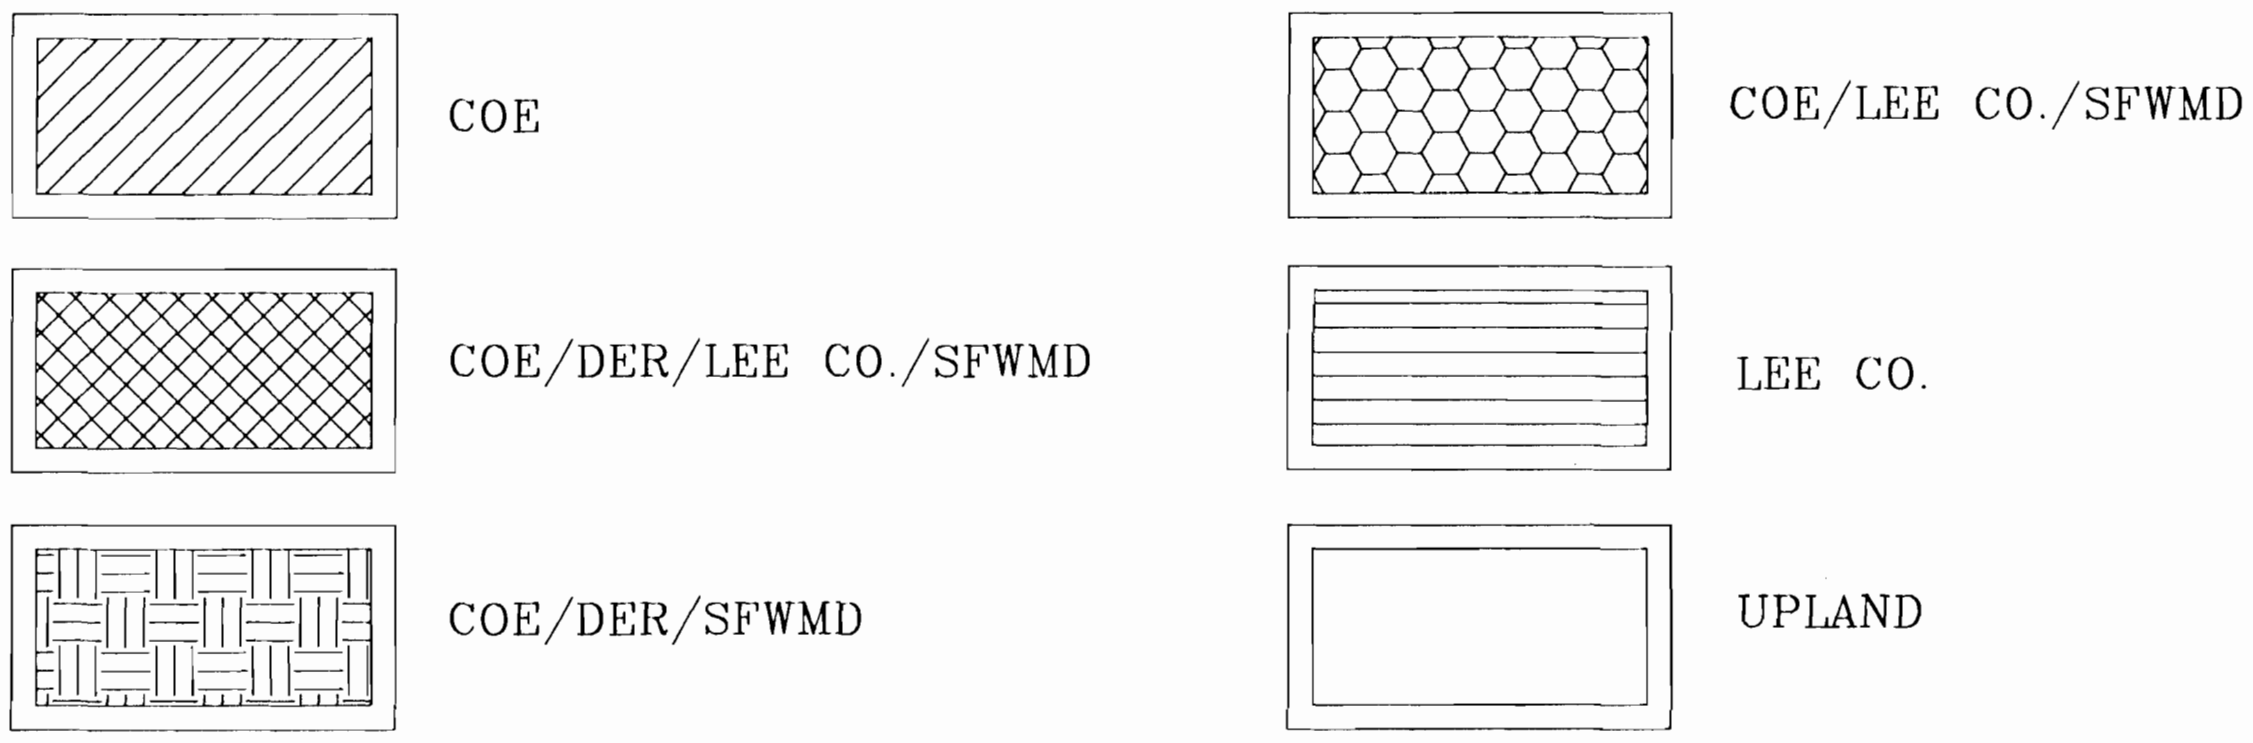 COE
COE/DER/LEE CO./SFWMD
COE/DER/SFWMD
COE/LEE CO./SFWMD
LEE CO.
UPLAND